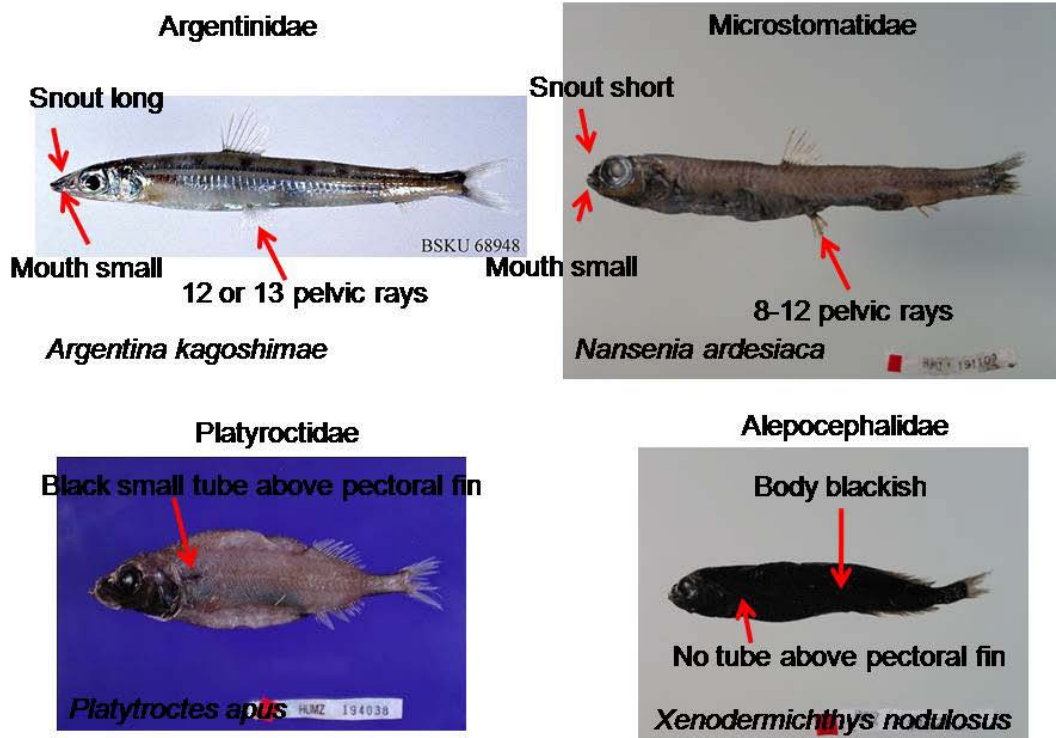 Argentinidae
Microstomatidae
Snout long
Snout short
BSKU 68948
Mouth small
Mouth small
12 or 13 pelvic rays
8-12 pelvic rays
Argentina kagoshimae
Nansenia ardesiaca
Platyroctidae
Alepocephalidae
Black small tube above pectoral fin
Body blackish
No tube above pectoral fin
Platytroctes apus
HUMZ 194038
Xenodermichthys nodulosus